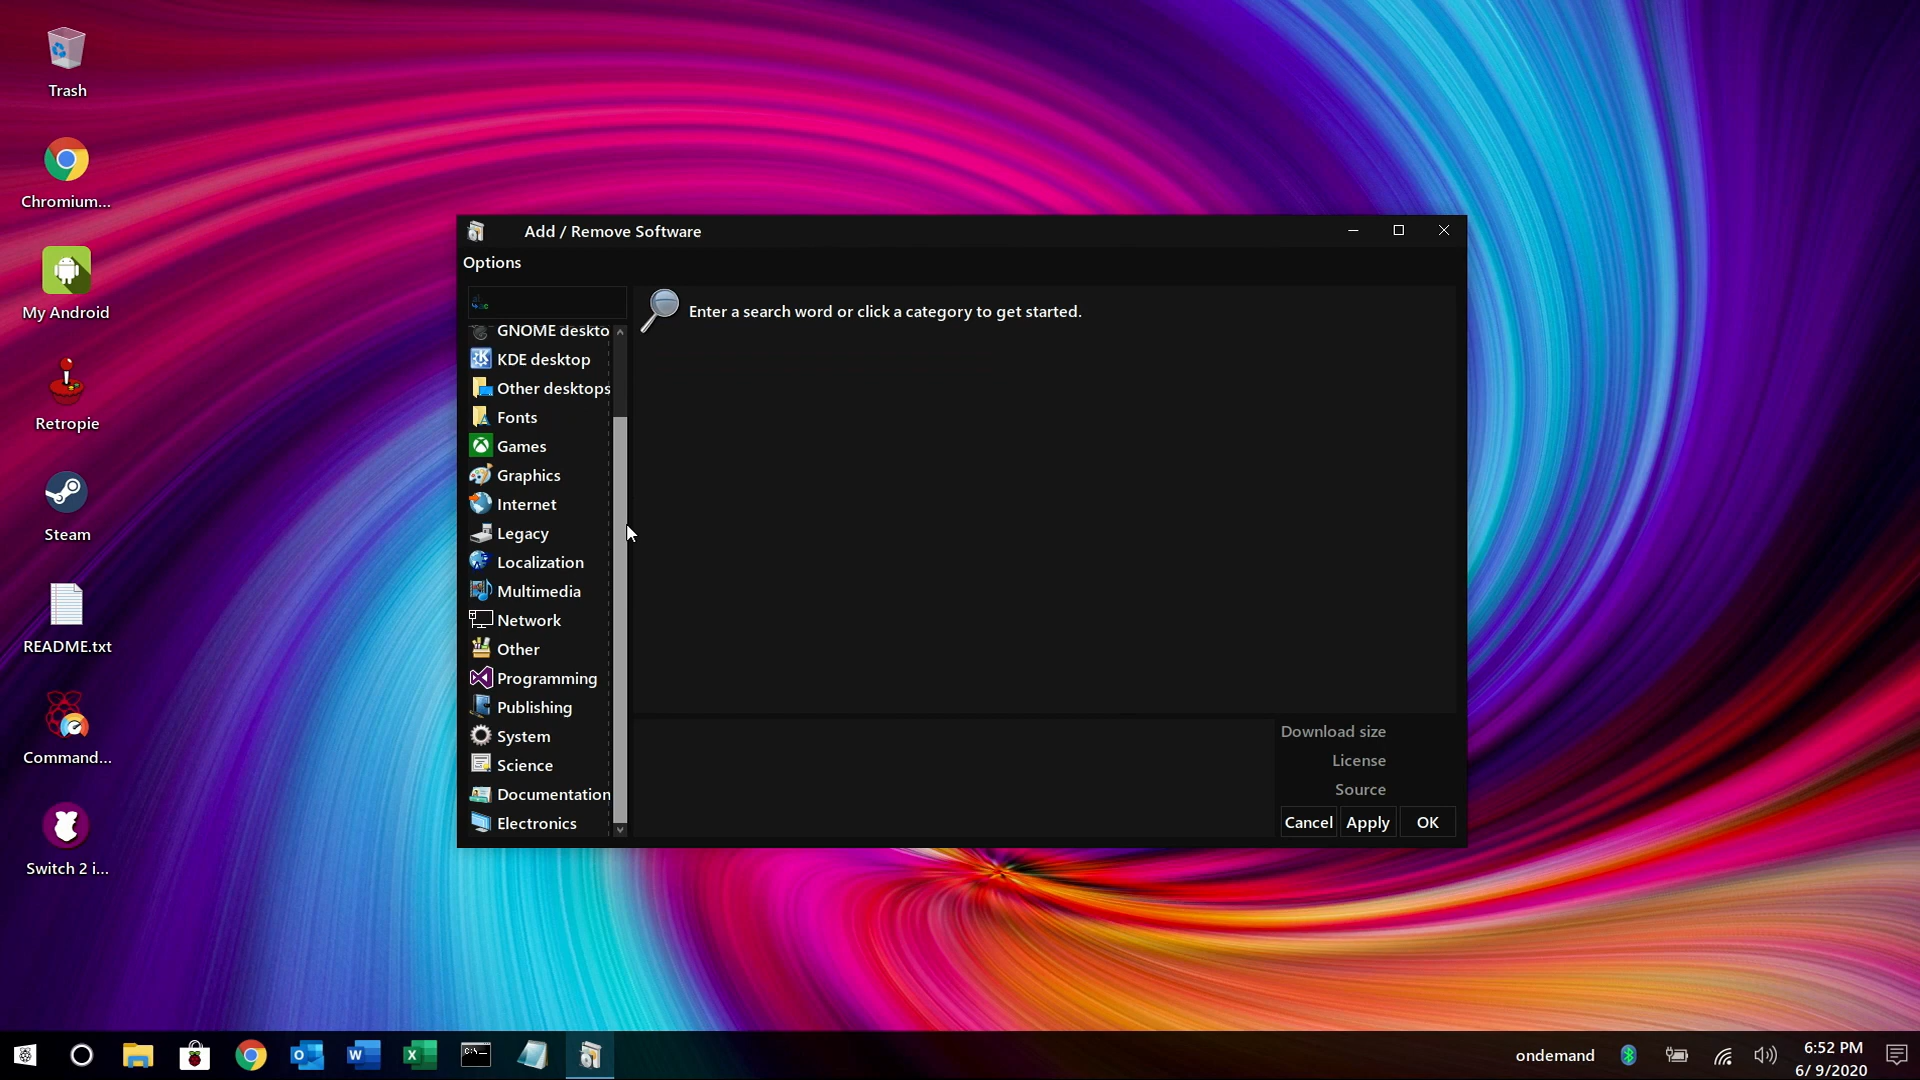 Trash
Chromium...
My Android
Retropie
Steam
README.txt
Command...
Switch 2 i...
Add / Remove Software
Options
Enter a search word or click a category to get started.
GNOME deskto
KDE desktop
Other desktops
Fonts
Games
Graphics
Internet
Legacy
Localization
Multimedia
Network
Other
Programming
Publishing
System
Science
Documentation
Electronics
Download size
License
Source
Cancel Apply OK
ondemand
6:52 PM
6/ 9/2020